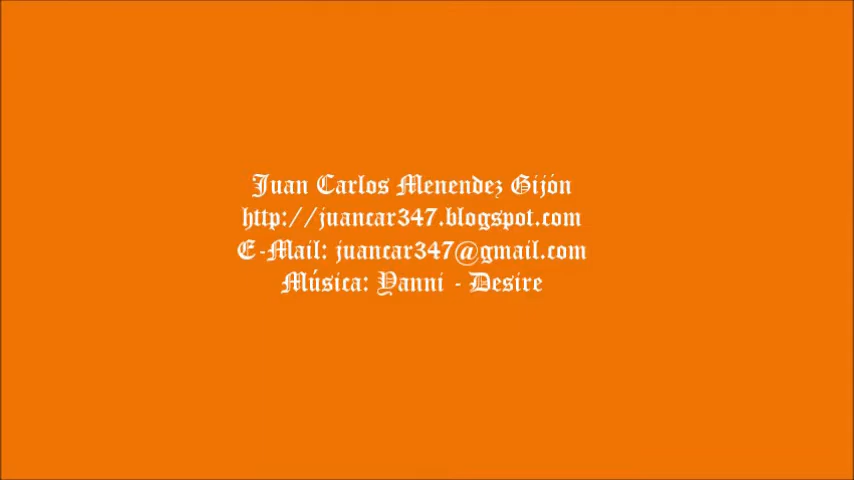 Juan Carlos Menendez Gijón
http://juancar347.blogspot.com
E-Mail: juancar347@gmail.com
Música: Yanni - Desire